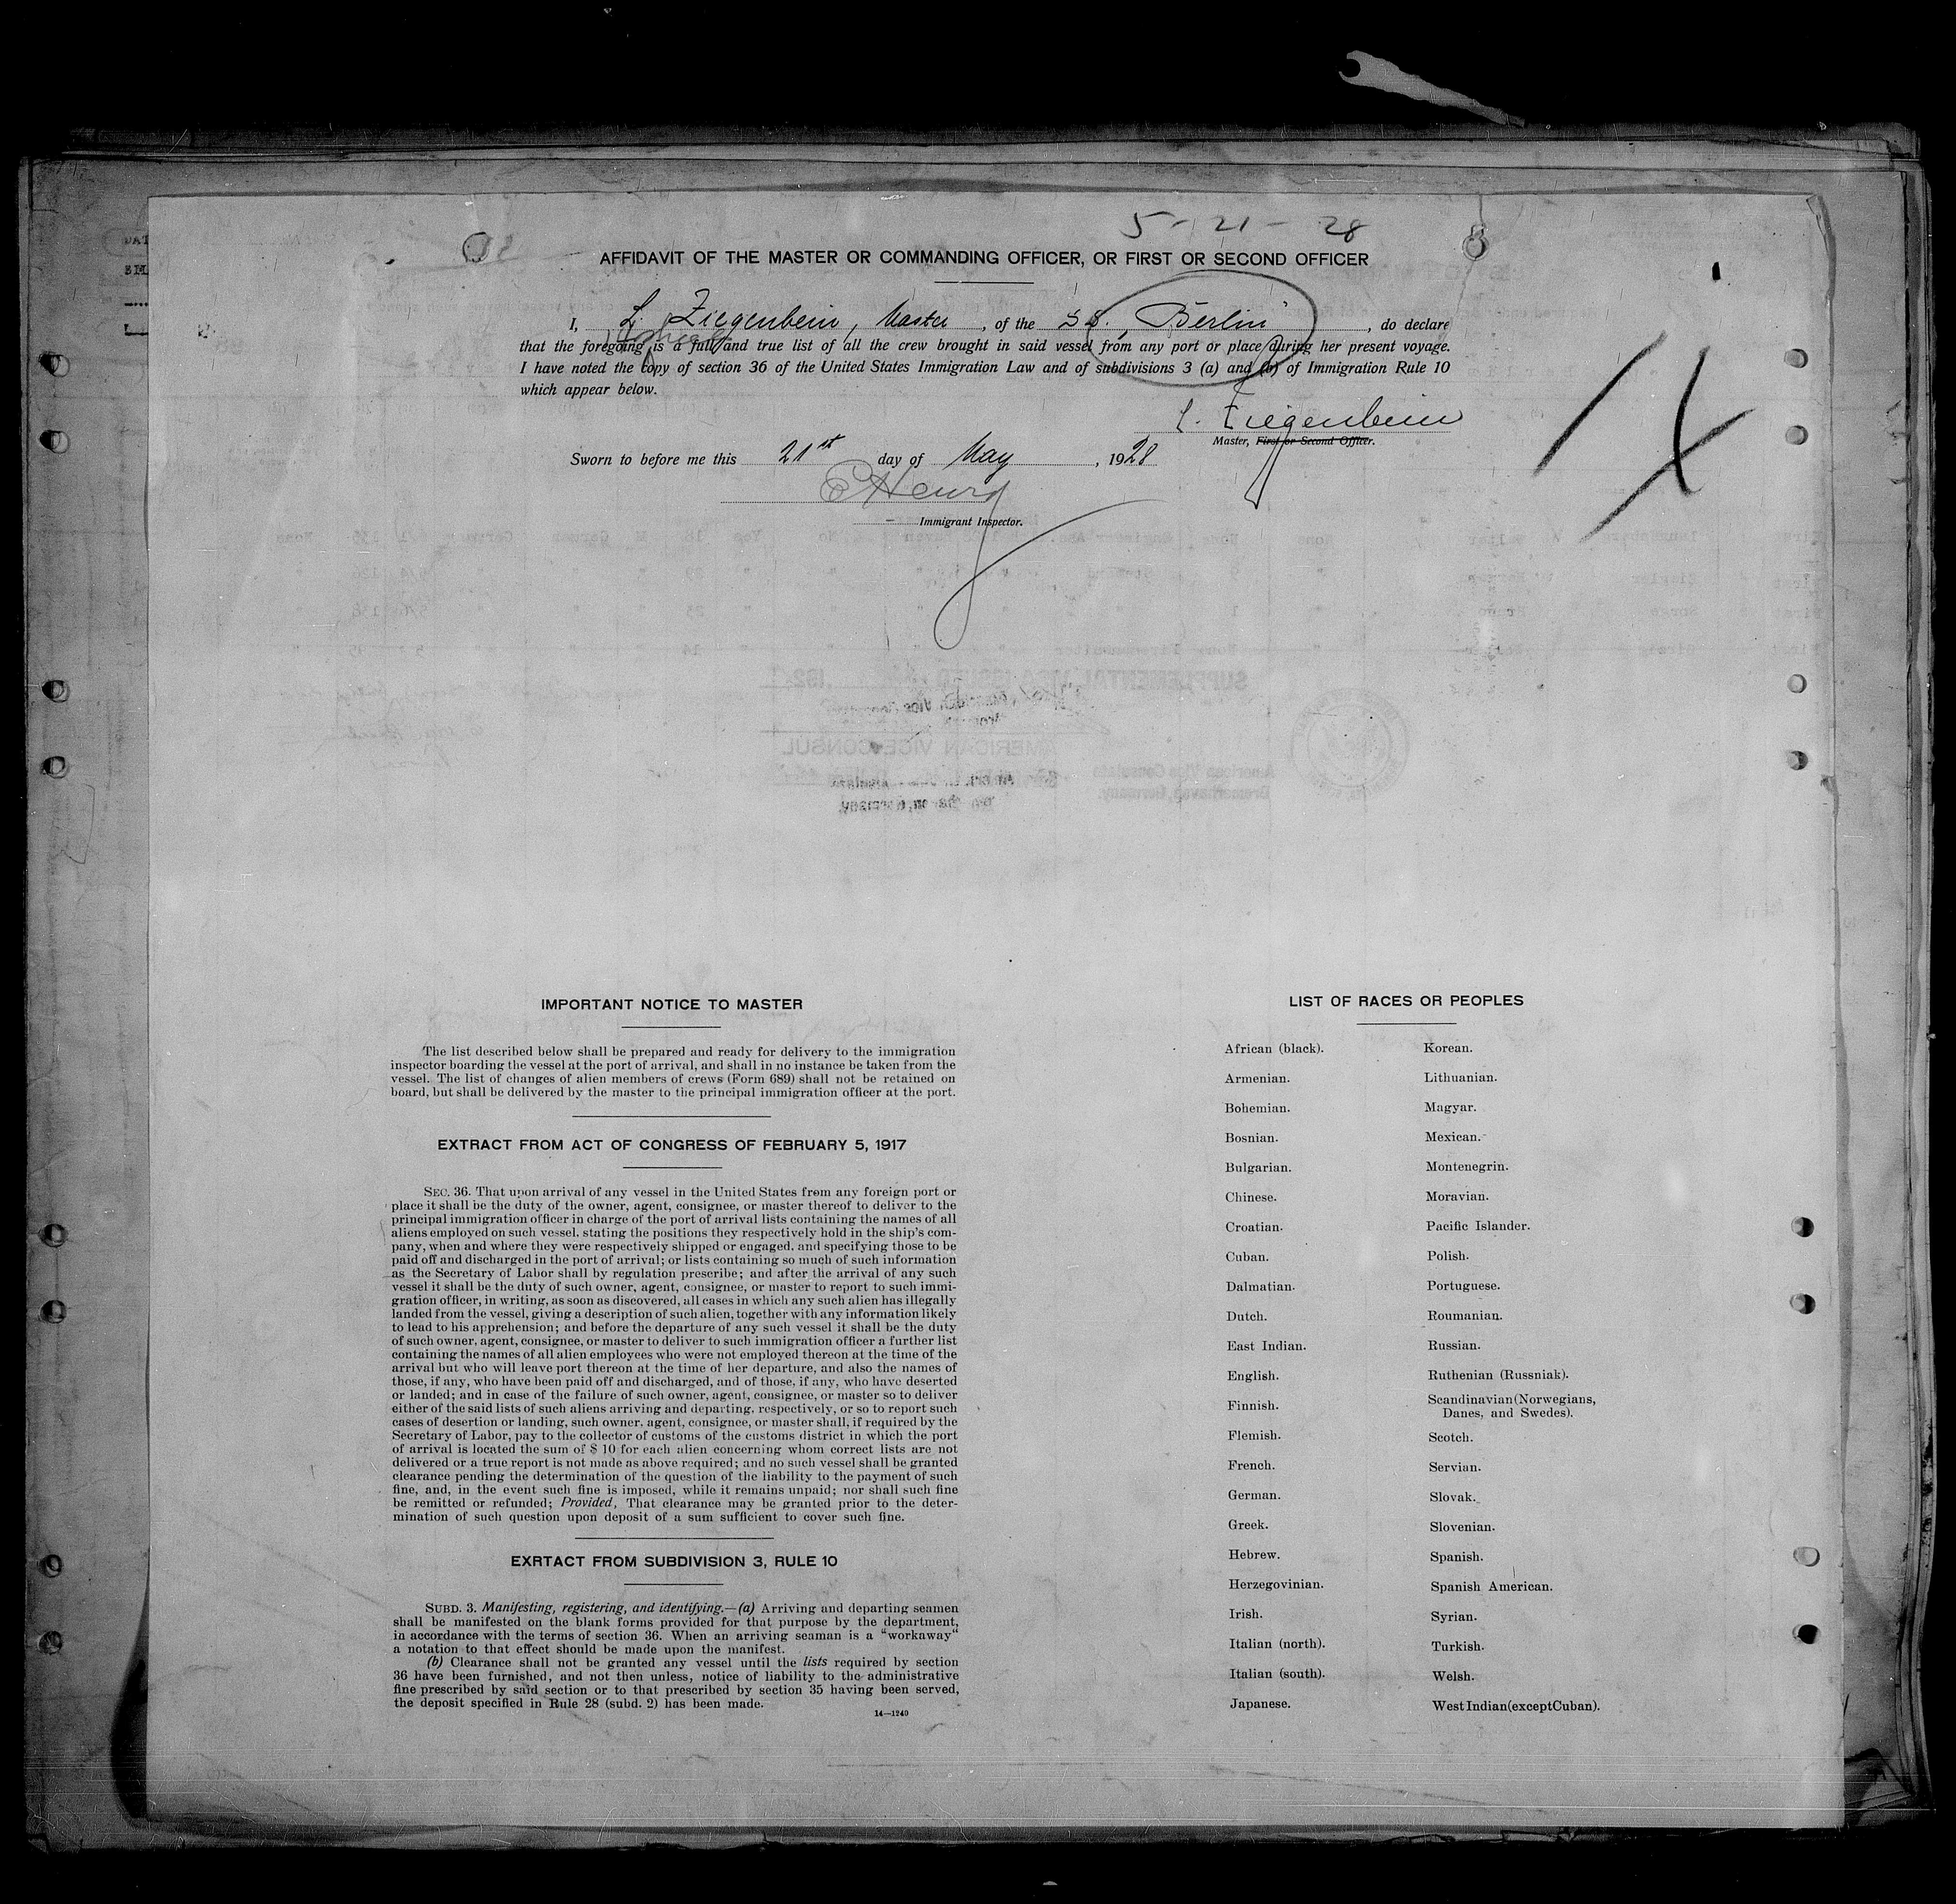 5-21-28
AFFIDAVIT OF THE MASTER OR COMMANDING OFFICER, OR FIRST OR SECOND OFFICER
I, L. Ziegenbein, Master, of the SS. "Berlin", do declare
that the foregoing is a full and true list of all the crew brought in said vessel from any port or place during her present voyage.
I have noted the copy of section 36 of the United States Immigration Law and of subdivisions 3 (a) and (b) of Immigration Rule 10
which appear below.
L. Ziegenbein
Master, First or Second Officer.
Sworn to before me this 21st day of May, 1928
Immigrant Inspector.
SUPPLEMENTAL
AMERICAN VICE CONSUL
American Vice Consulate
Bremerhaven, Germany.
IMPORTANT NOTICE TO MASTER
The list described below shall be prepared and ready for delivery to the immigration
inspector boarding the vessel at the port of arrival, and shall in no instance be taken from the
vessel. The list of changes of alien members of crews (Form 689) shall not be retained on
board, but shall be delivered by the master to the principal immigration officer at the port.
EXTRACT FROM ACT OF CONGRESS OF FEBRUARY 5, 1917
SEC. 36. That upon arrival of any vessel in the United States from any foreign port or
place it shall be the duty of the owner, agent, consignee, or master thereof to deliver to the
principal immigration officer in charge of the port of arrival lists containing the names of all
aliens employed on such vessel, stating the positions they respectively hold in the ship's com-
pany, when and where they were respectively shipped or engaged, and specifying those to be
paid off and discharged in the port of arrival; or lists containing so much of such information
as the Secretary of Labor shall by regulation prescribe; and after the arrival of any such
vessel it shall be the duty of such owner, agent, consignee, or master to report to such immi-
gration officer, in writing, as soon as discovered, all cases in which any such alien has illegally
landed from the vessel, giving a description of such alien, together with any information likely
to lead to his apprehension; and before the departure of any such vessel it shall be the duty
of such owner, agent, consignee, or master to deliver to such immigration officer a further list
containing the names of all alien employees who were not employed thereon at the time of the
arrival but who will leave port thereon at the time of her departure, and also the names of
those, if any, who have been paid off and discharged, and of those, if any, who have deserted
or landed; and in case of the failure of such owner, agent, consignee, or master so to deliver
either of the said lists of such aliens arriving and departing, respectively, or so to report such
cases of desertion or landing, such owner, agent, consignee, or master shall, if required by the
Secretary of Labor, pay to the collector of customs of the customs district in which the port
of arrival is located the sum of $ 10 for each alien concerning whom correct lists are not
delivered or a true report is not made as above required; and no such vessel shall be granted
clearance pending the determination of the question of the liability to the payment of such
fine, and, in the event such fine is imposed, while it remains unpaid; nor shall such fine
be remitted or refunded; Provided, That clearance may be granted prior to the deter-
mination of such question upon deposit of a sum sufficient to cover such fine.
EXRTACT FROM SUBDIVISION 3, RULE 10
SUBD. 3. Manifesting, registering, and identifying.—(a) Arriving and departing seamen
shall be manifested on the blank forms provided for that purpose by the department,
in accordance with the terms of section 36. When an arriving seaman is a "workaway"
a notation to that effect should be made upon the manifest.
(b) Clearance shall not be granted any vessel until the lists required by section
36 have been furnished, and not then unless, notice of liability to the administrative
fine prescribed by said section or to that prescribed by section 35 having been served,
the deposit specified in Rule 28 (subd. 2) has been made.
14—1240
LIST OF RACES OR PEOPLES
African (black). Korean.
Armenian. Lithuanian.
Bohemian. Magyar.
Bosnian. Mexican.
Bulgarian. Montenegrin.
Chinese. Moravian.
Croatian. Pacific Islander.
Cuban. Polish.
Dalmatian. Portuguese.
Dutch. Roumanian.
East Indian. Russian.
English. Ruthenian (Russniak).
Finnish. Scandinavian (Norwegians,
Danes, and Swedes).
Flemish. Scotch.
French. Servian.
German. Slovak.
Greek. Slovenian.
Hebrew. Spanish.
Herzegovinian. Spanish American.
Irish. Syrian.
Italian (north). Turkish.
Italian (south). Welsh.
Japanese. West Indian (except Cuban).